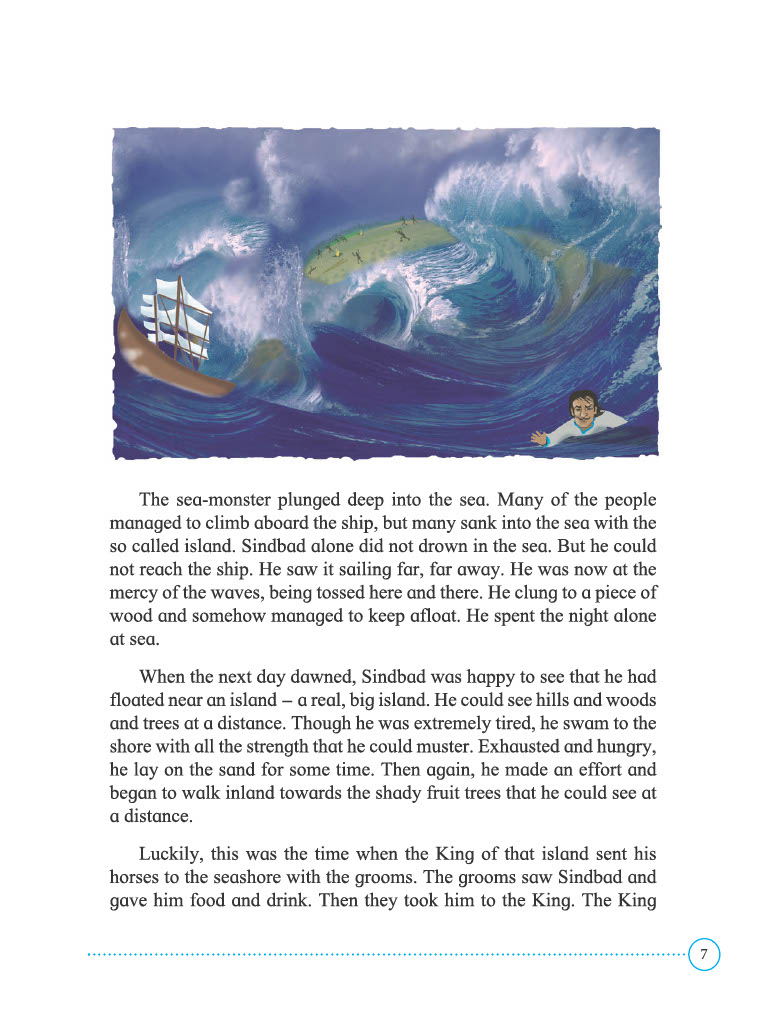 The sea-monster plunged deep into the sea. Many of the people
managed to climb aboard the ship, but many sank into the sea with the
so called island. Sindbad alone did not drown in the sea. But he could
not reach the ship. He saw it sailing far, far away. He was now at the
mercy of the waves, being tossed here and there. He clung to a piece of
wood and somehow managed to keep afloat. He spent the night alone
at sea.
When the next day dawned, Sindbad was happy to see that he had
floated near an island – a real, big island. He could see hills and woods
and trees at a distance. Though he was extremely tired, he swam to the
shore with all the strength that he could muster. Exhausted and hungry,
he lay on the sand for some time. Then again, he made an effort and
began to walk inland towards the shady fruit trees that he could see at
a distance.
Luckily, this was the time when the King of that island sent his
horses to the seashore with the grooms. The grooms saw Sindbad and
gave him food and drink. Then they took him to the King. The King
7